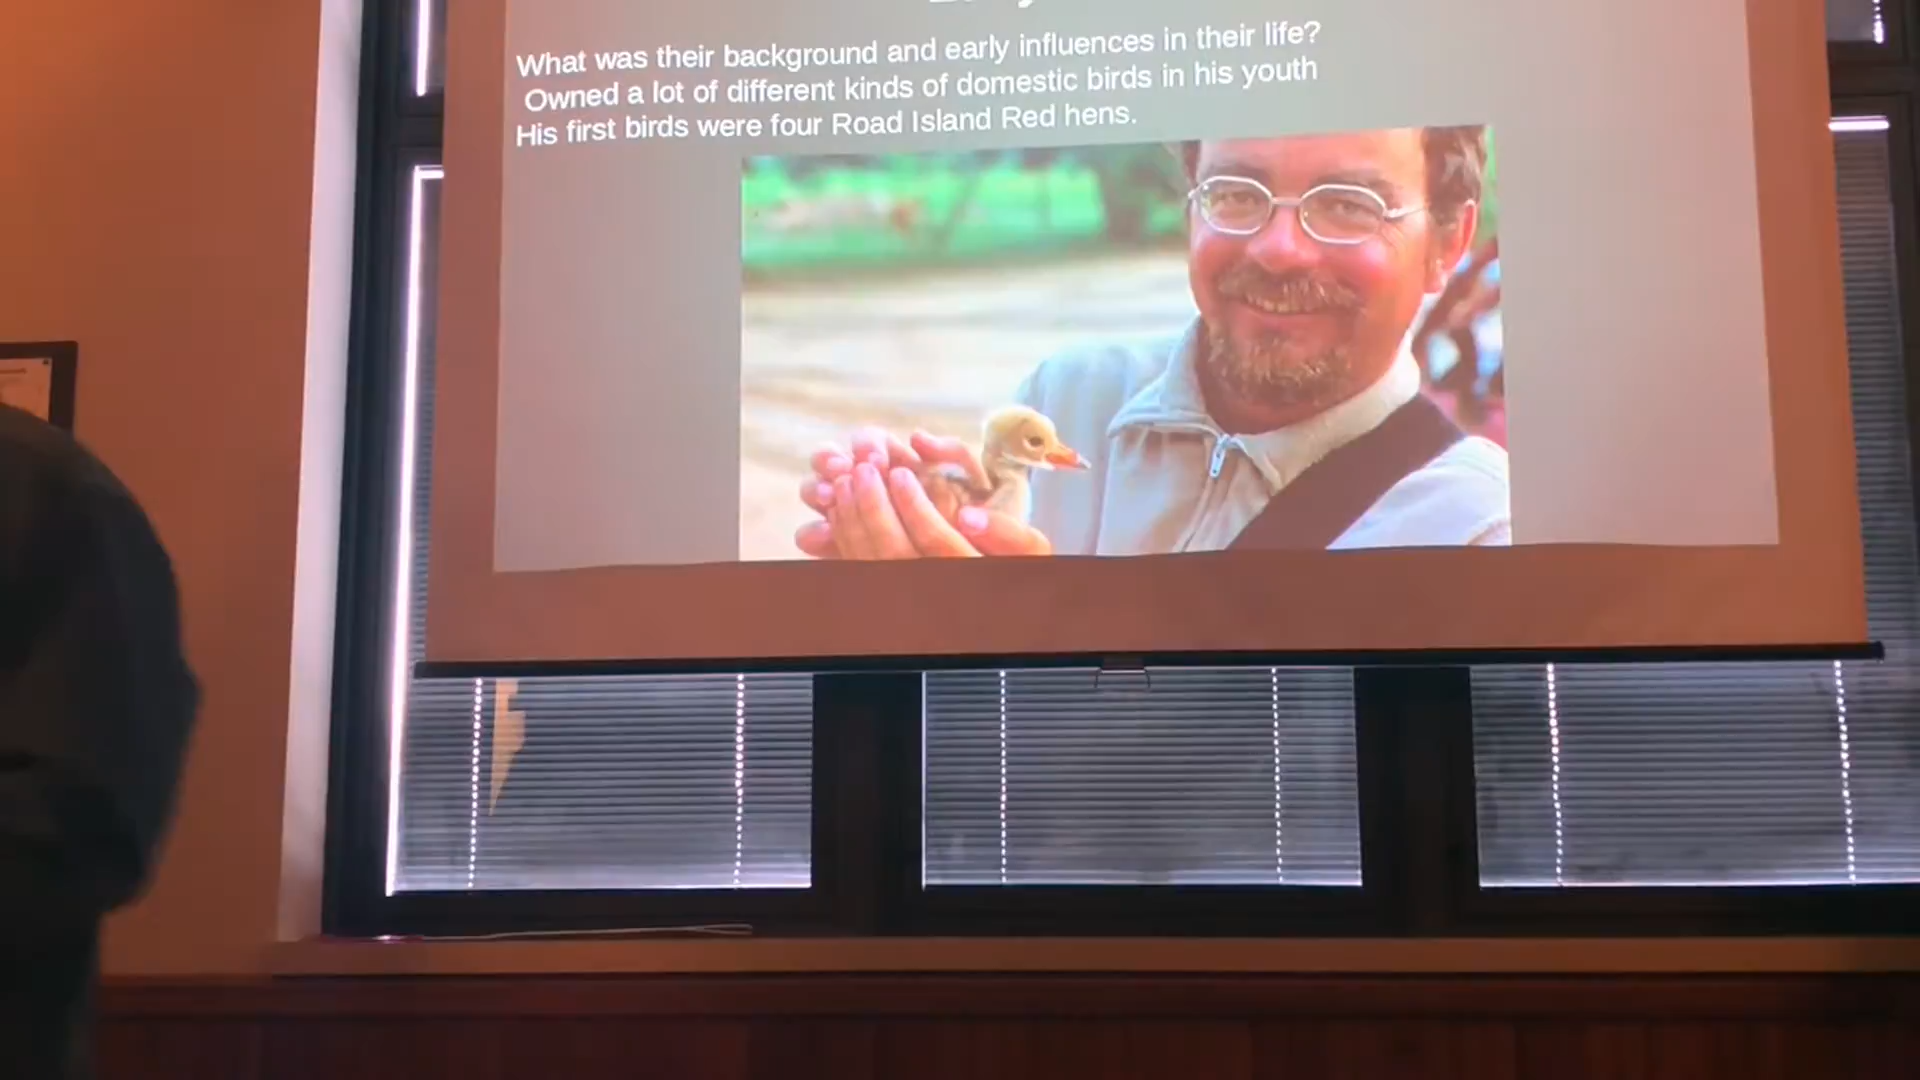 What was their background and early influences in their life?
Owned a lot of different kinds of domestic birds in his youth
His first birds were four Road Island Red hens.